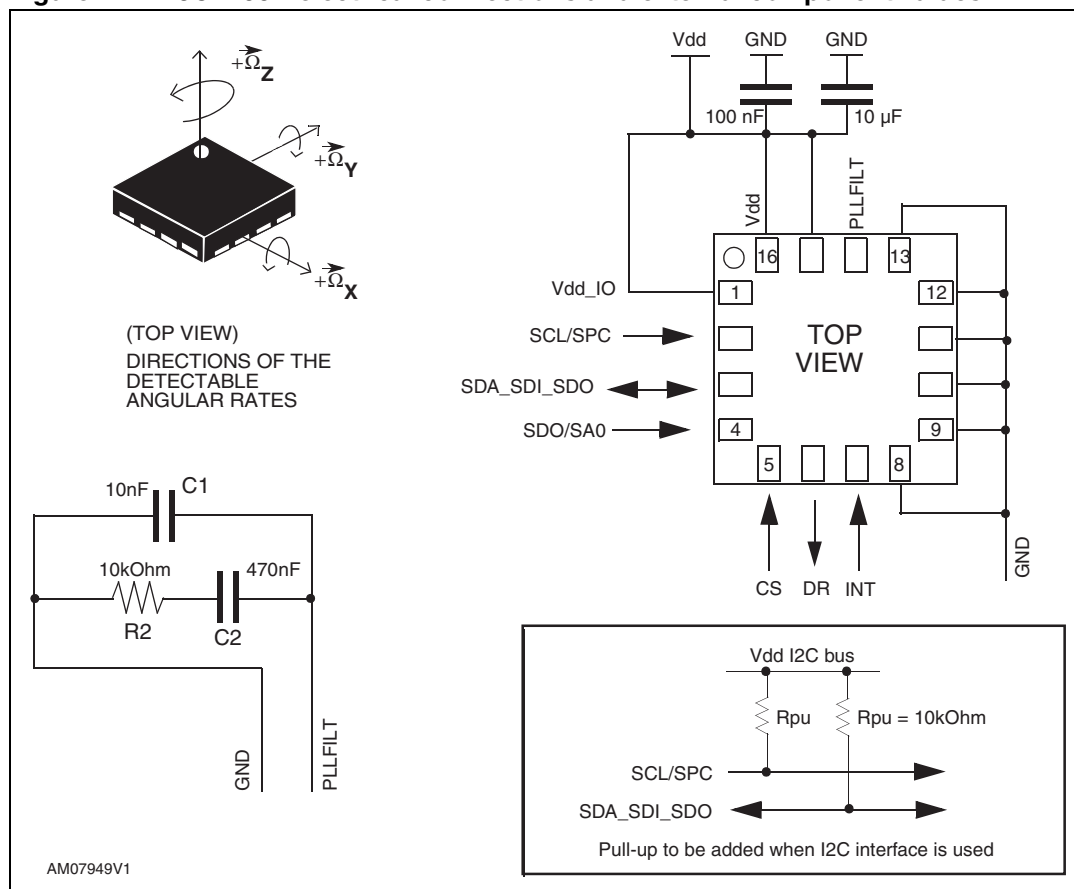 +Ω Z
+Ω Y
+Ω X
(TOP VIEW)
DIRECTIONS OF THE
DETECTABLE
ANGULAR RATES
Vdd
GND
GND
100 nF
10 µF
Vdd
PLLFILT
16
13
1
12
TOP
VIEW
4
9
5
8
Vdd_IO
SCL/SPC
SDA_SDI_SDO
SDO/SA0
CS
DR
INT
GND
10nF
C1
10kOhm
470nF
R2
C2
GND
PLLFILT
Vdd I2C bus
Rpu
Rpu = 10kOhm
SCL/SPC
SDA_SDI_SDO
Pull-up to be added when I2C interface is used
AM07949V1